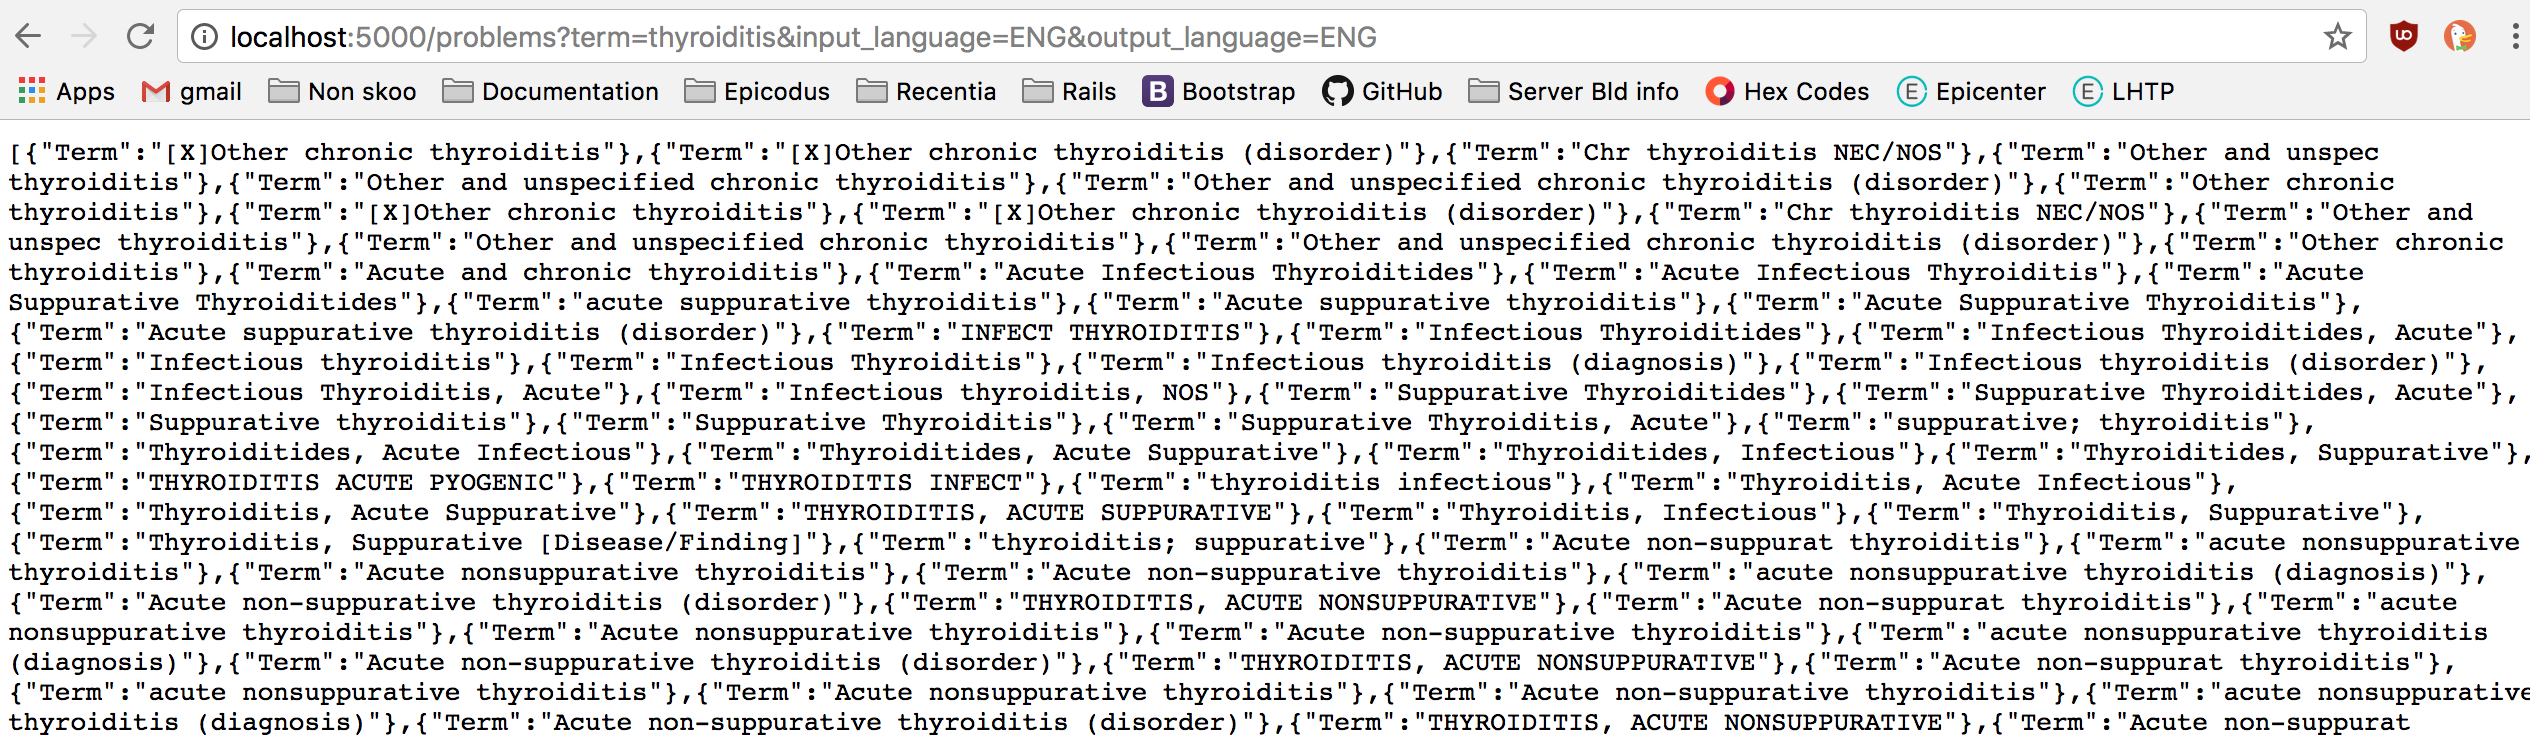 localhost:5000/problems?term=thyroiditis&input_language=ENG&output_language=ENG
Apps gmail Non skoo Documentation Epicodus Recentia Rails B Bootstrap GitHub Server Bld info Hex Codes E Epicenter E LHTP
[{"Term":"[X]Other chronic thyroiditis"},{"Term":"[X]Other chronic thyroiditis (disorder)"},{"Term":"Chr thyroiditis NEC/NOS"},{"Term":"Other and unspec
thyroiditis"},{"Term":"Other and unspecified chronic thyroiditis"},{"Term":"Other and unspecified chronic thyroiditis (disorder)"},{"Term":"Other chronic
thyroiditis"},{"Term":"[X]Other chronic thyroiditis"},{"Term":"[X]Other chronic thyroiditis (disorder)"},{"Term":"Chr thyroiditis NEC/NOS"},{"Term":"Other and
unspec thyroiditis"},{"Term":"Other and unspecified chronic thyroiditis"},{"Term":"Other and unspecified chronic thyroiditis (disorder)"},{"Term":"Other chronic
thyroiditis"},{"Term":"Acute and chronic thyroiditis"},{"Term":"Acute Infectious Thyroiditides"},{"Term":"Acute Infectious Thyroiditis"},{"Term":"Acute
Suppurative Thyroiditides"},{"Term":"acute suppurative thyroiditis"},{"Term":"Acute suppurative thyroiditis"},{"Term":"Acute Suppurative Thyroiditis"},
{"Term":"Acute suppurative thyroiditis (disorder)"},{"Term":"INFECT THYROIDITIS"},{"Term":"Infectious Thyroiditides"},{"Term":"Infectious Thyroiditides, Acute"},
{"Term":"Infectious thyroiditis"},{"Term":"Infectious Thyroiditis"},{"Term":"Infectious thyroiditis (diagnosis)"},{"Term":"Infectious thyroiditis (disorder)"},
{"Term":"Infectious Thyroiditis, Acute"},{"Term":"Infectious thyroiditis, NOS"},{"Term":"Suppurative Thyroiditides"},{"Term":"Suppurative Thyroiditides, Acute"},
{"Term":"Suppurative thyroiditis"},{"Term":"Suppurative Thyroiditis"},{"Term":"Suppurative Thyroiditis, Acute"},{"Term":"suppurative; thyroiditis"},
{"Term":"Thyroiditides, Acute Infectious"},{"Term":"Thyroiditides, Acute Suppurative"},{"Term":"Thyroiditides, Infectious"},{"Term":"Thyroiditides, Suppurative"},
{"Term":"THYROIDITIS ACUTE PYOGENIC"},{"Term":"THYROIDITIS INFECT"},{"Term":"thyroiditis infectious"},{"Term":"Thyroiditis, Acute Infectious"},
{"Term":"Thyroiditis, Acute Suppurative"},{"Term":"THYROIDITIS, ACUTE SUPPURATIVE"},{"Term":"Thyroiditis, Infectious"},{"Term":"Thyroiditis, Suppurative"},
{"Term":"Thyroiditis, Suppurative [Disease/Finding]"},{"Term":"thyroiditis; suppurative"},{"Term":"Acute non-suppurat thyroiditis"},{"Term":"acute nonsuppurative
thyroiditis"},{"Term":"Acute nonsuppurative thyroiditis"},{"Term":"Acute non-suppurative thyroiditis"},{"Term":"acute nonsuppurative thyroiditis (diagnosis)"},
{"Term":"Acute non-suppurative thyroiditis (disorder)"},{"Term":"THYROIDITIS, ACUTE NONSUPPURATIVE"},{"Term":"Acute non-suppurat thyroiditis"},{"Term":"acute
nonsuppurative thyroiditis"},{"Term":"Acute nonsuppurative thyroiditis"},{"Term":"Acute non-suppurative thyroiditis"},{"Term":"acute nonsuppurative thyroiditis
(diagnosis)"},{"Term":"Acute non-suppurative thyroiditis (disorder)"},{"Term":"THYROIDITIS, ACUTE NONSUPPURATIVE"},{"Term":"Acute non-suppurat thyroiditis"},
{"Term":"acute nonsuppurative thyroiditis"},{"Term":"Acute nonsuppurative thyroiditis"},{"Term":"Acute non-suppurative thyroiditis"},{"Term":"acute nonsuppurative
thyroiditis (diagnosis)"},{"Term":"Acute non-suppurative thyroiditis (disorder)"},{"Term":"THYROIDITIS, ACUTE NONSUPPURATIVE"},{"Term":"Acute non-suppurat